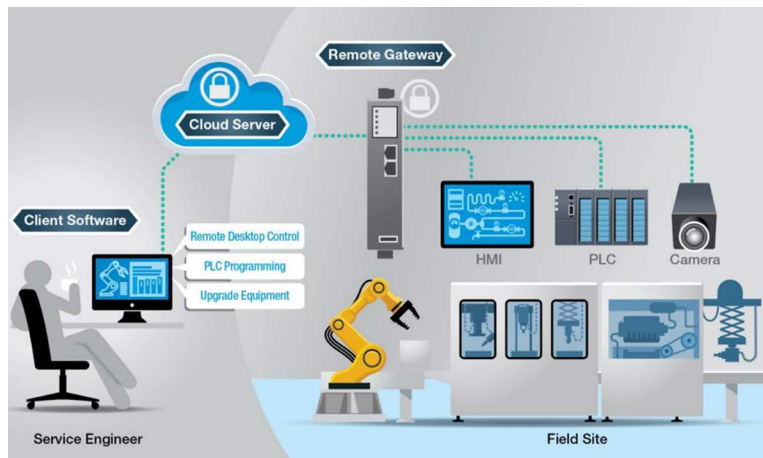 Remote Gateway
Cloud Server
Client Software
Remote Desktop Control
PLC Programming
Upgrade Equipment
HMI
PLC
Camera
Service Engineer
Field Site